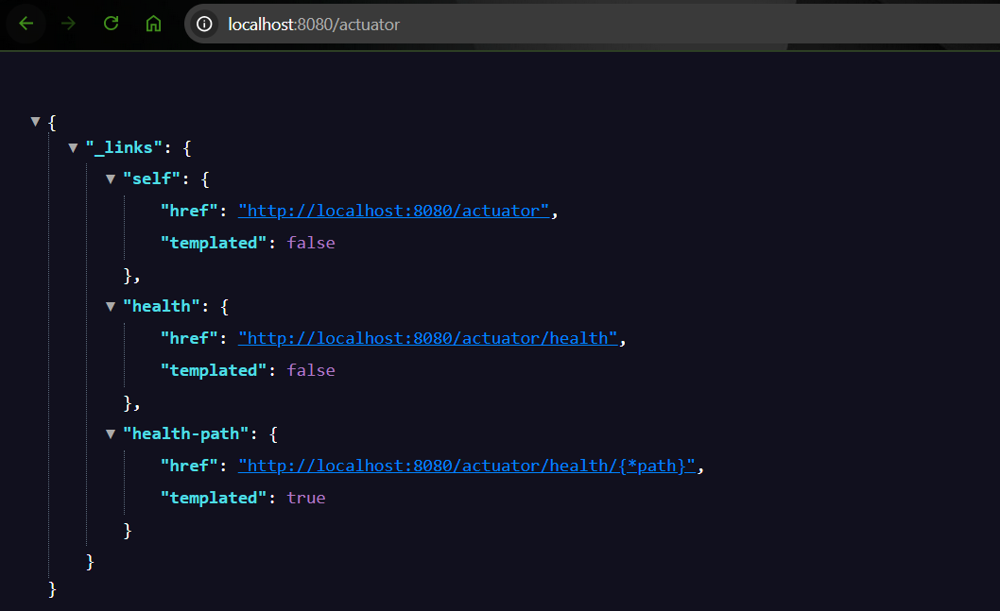 localhost:8080/actuator
{
"_links": {
"self": {
"href": "http://localhost:8080/actuator",
"templated": false
},
"health": {
"href": "http://localhost:8080/actuator/health",
"templated": false
},
"health-path": {
"href": "http://localhost:8080/actuator/health/{*path}",
"templated": true
}
}
}